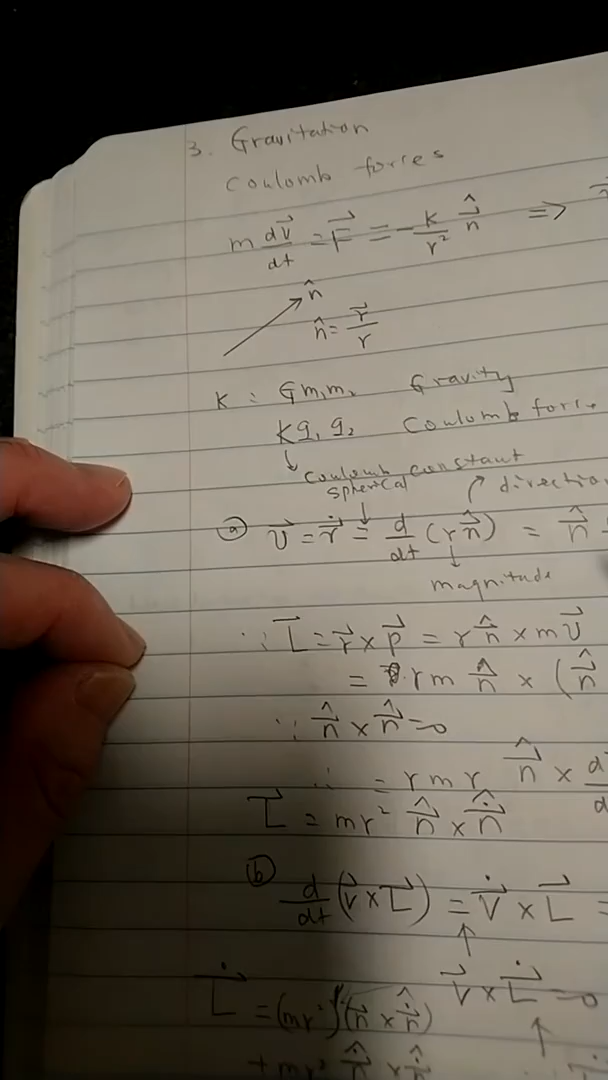 3. Gravitation
Coulomb forces
m dv⃗/dt = F⃗ = - K/r² n̂ ⇒
n̂
n̂ = r⃗/r
K : Gm₁m₂ Gravity
Kq₁q₂ Coulomb force
↓ Coulomb constant
spherical ↗ direction
(a) v⃗ = r⃗̇ = d/dt (r n̂) = n̂
↓
magnitude
∵ L⃗ = r⃗ × p⃗ = r n̂ × m v⃗
= r m n̂ × (n̂
∵ n̂ × n̂ = 0
∴ = r m r n̂ × d
L⃗ = mr² n̂ × n̂̇
(b) d/dt (v⃗ × L⃗) = v⃗̇ × L⃗ =
↑ v⃗ × L⃗̇ = 0
L⃗̇ = (mr²)˙(n̂ × n̂̇) ↑
+ mr² n̂̇ × n̂̇